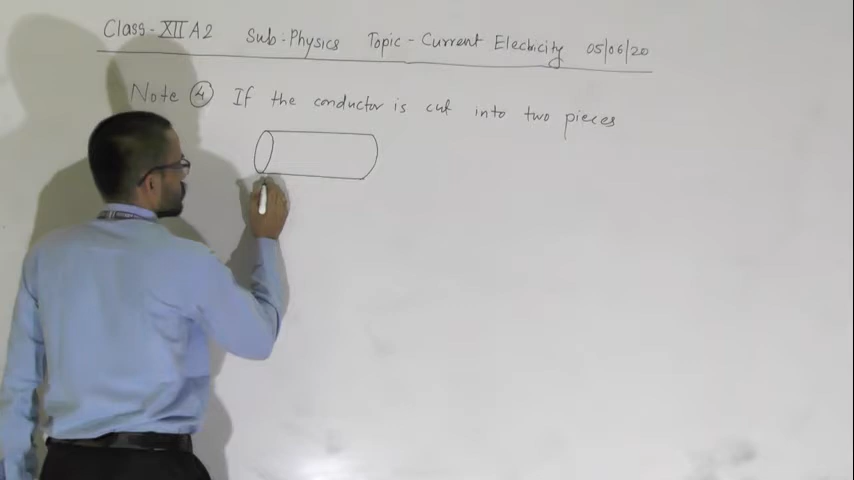 Class-XII A2 Sub:Physics Topic-Current Electricity 05/06/20
Note 4 If the conductor is cut into two pieces